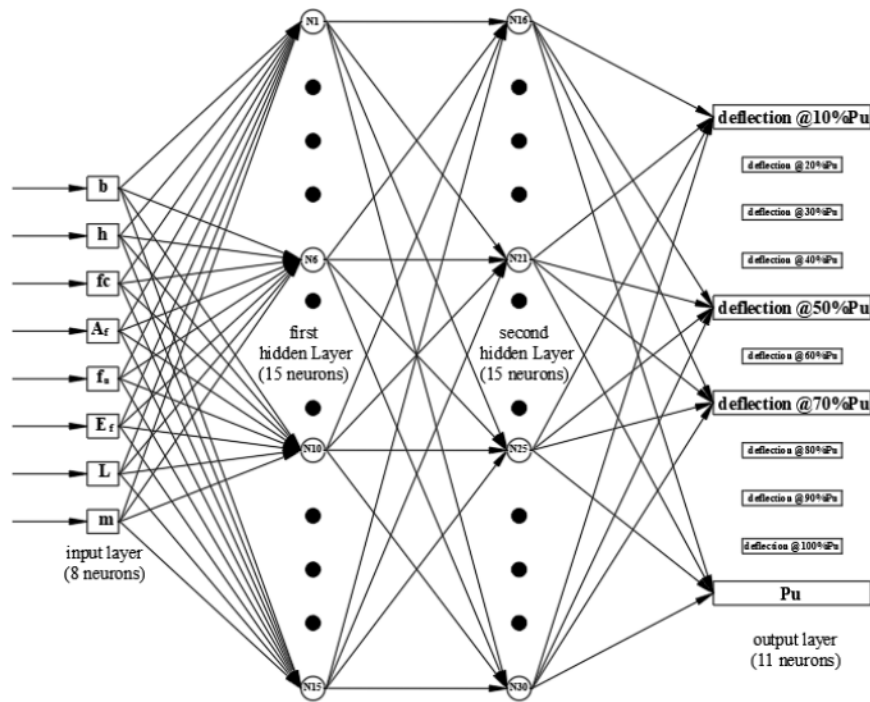 N1
N16
deflection @10%Pu
deflection @20%Pu
b
h
deflection @30%Pu
N6
N21
deflection @40%Pu
fc
A_f
first
hidden Layer
(15 neurons)
second
hidden Layer
(15 neurons)
deflection @50%Pu
deflection @60%Pu
f_u
E_f
deflection @70%Pu
N10
N25
deflection @80%Pu
L
m
deflection @90%Pu
deflection @100%Pu
input layer
(8 neurons)
Pu
output layer
(11 neurons)
N15
N30